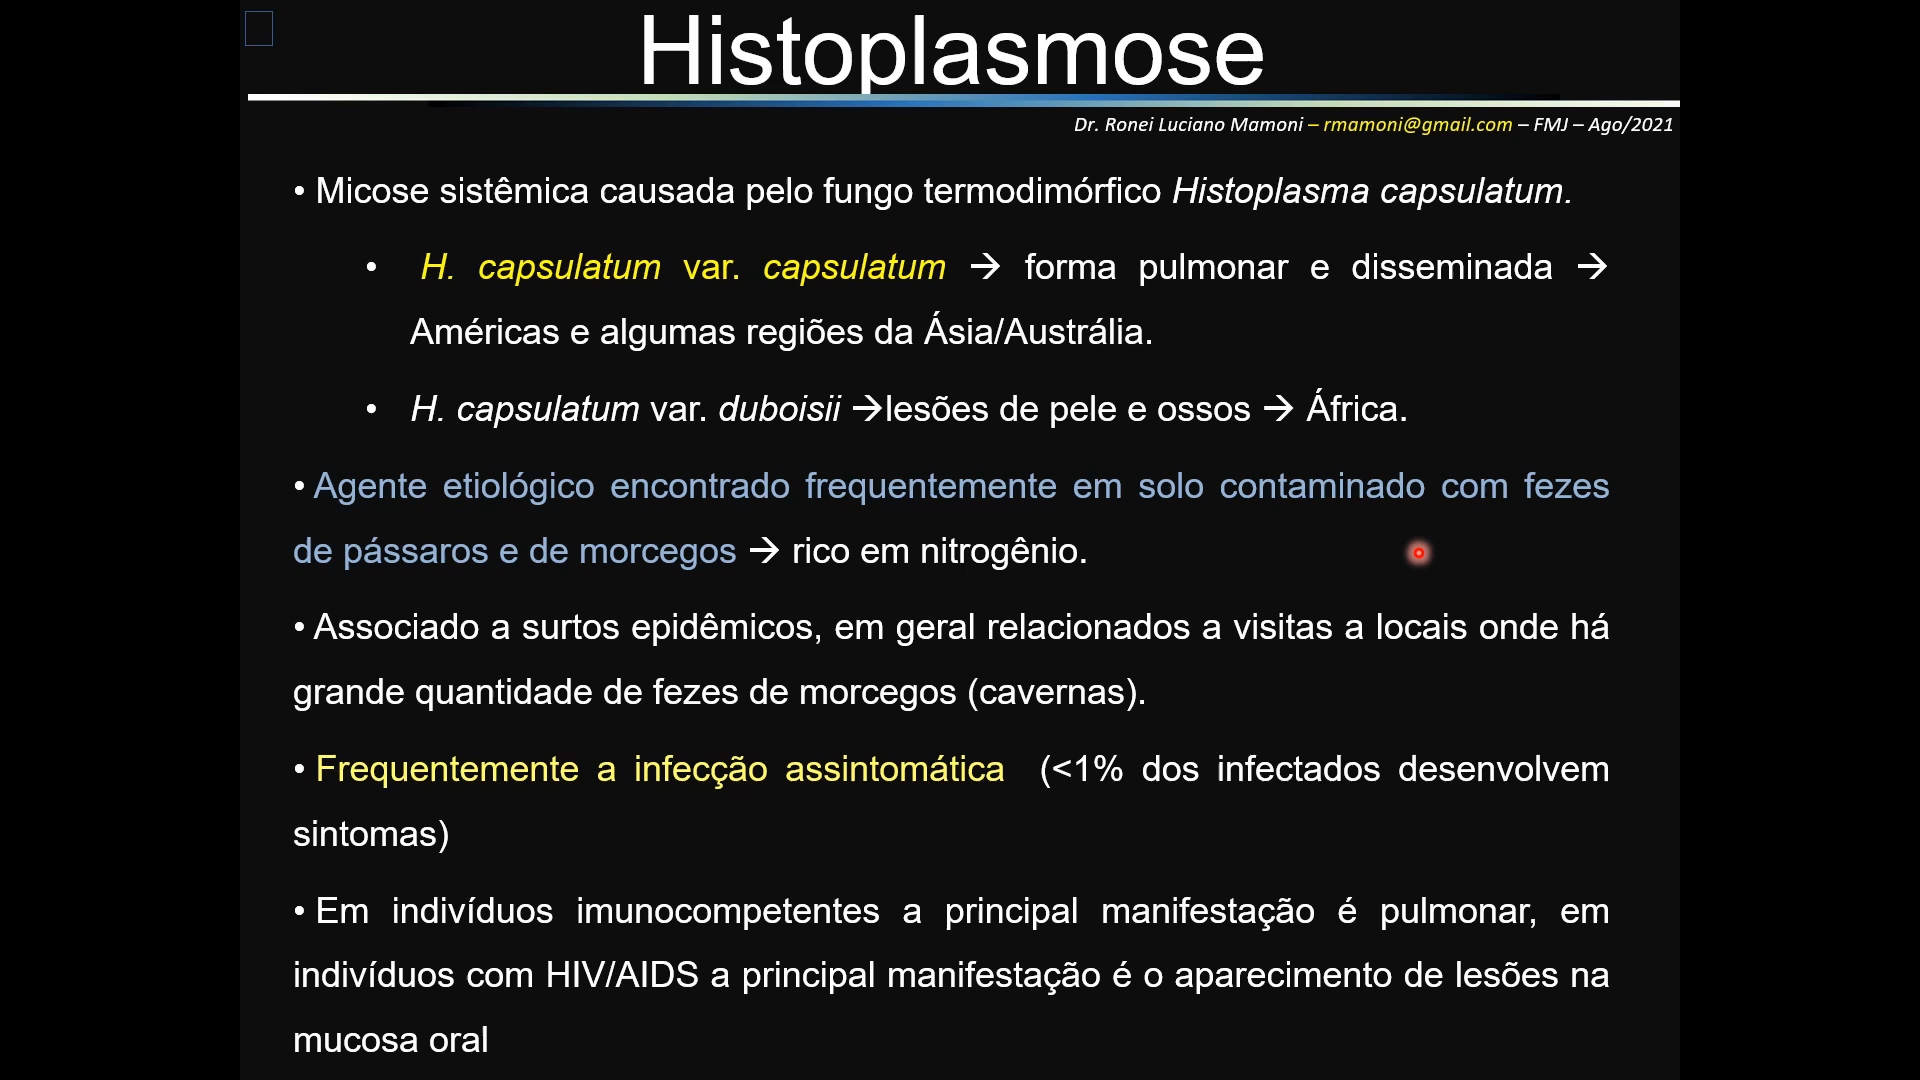 Histoplasmose
Dr. Ronei Luciano Mamoni – rmamoni@gmail.com – FMJ – Ago/2021
• Micose sistêmica causada pelo fungo termodimórfico Histoplasma capsulatum.
• H. capsulatum var. capsulatum → forma pulmonar e disseminada →
Américas e algumas regiões da Ásia/Austrália.
• H. capsulatum var. duboisii →lesões de pele e ossos → África.
• Agente etiológico encontrado frequentemente em solo contaminado com fezes
de pássaros e de morcegos → rico em nitrogênio.
• Associado a surtos epidêmicos, em geral relacionados a visitas a locais onde há
grande quantidade de fezes de morcegos (cavernas).
• Frequentemente a infecção assintomática (<1% dos infectados desenvolvem
sintomas)
• Em indivíduos imunocompetentes a principal manifestação é pulmonar, em
indivíduos com HIV/AIDS a principal manifestação é o aparecimento de lesões na
mucosa oral